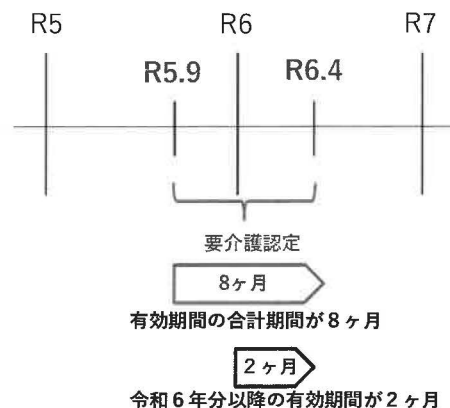 R5 R6 R7
R5.9 R6.4
要介護認定
8ヶ月
有効期間の合計期間が8ヶ月
2ヶ月
令和6年分以降の有効期間が2ヶ月